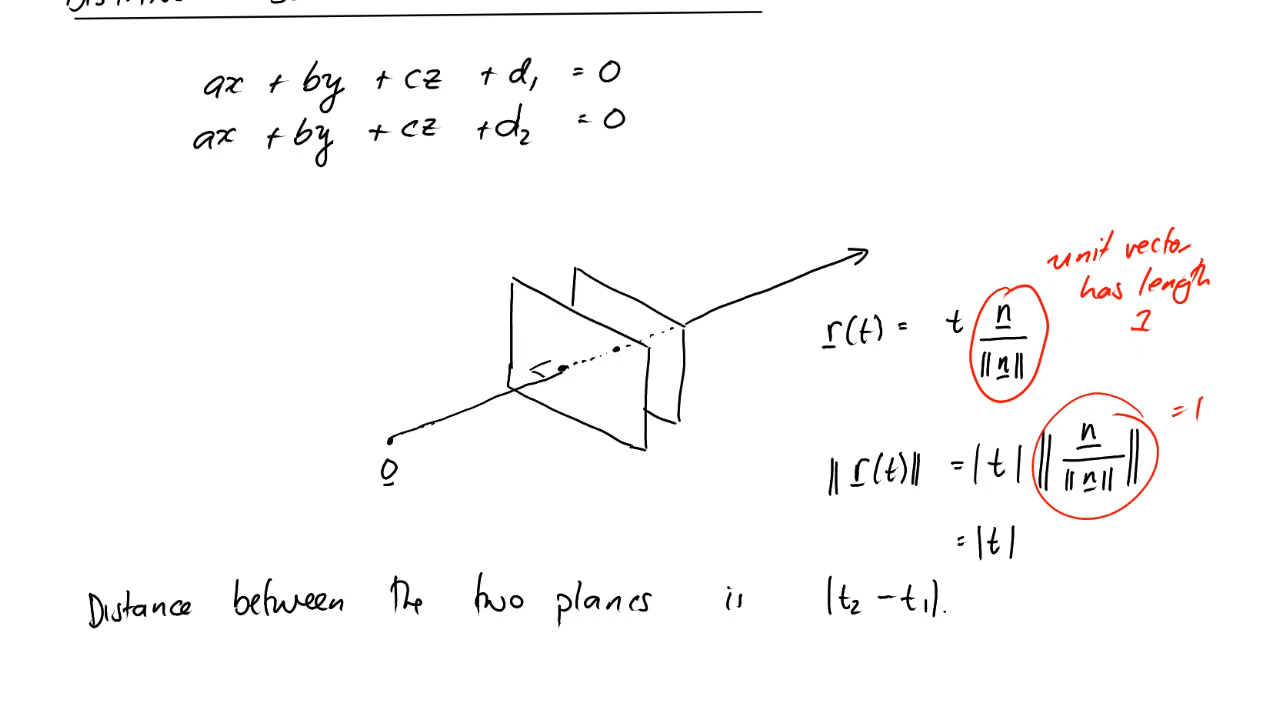 ax + by + cz + d₁ = 0
ax + by + cz + d₂ = 0
unit vector
has length
1
r(t) = t n/‖n‖
= 1
‖r(t)‖ = |t| ‖n/‖n‖‖
= |t|
0
Distance between the two planes is |t₂ - t₁|.